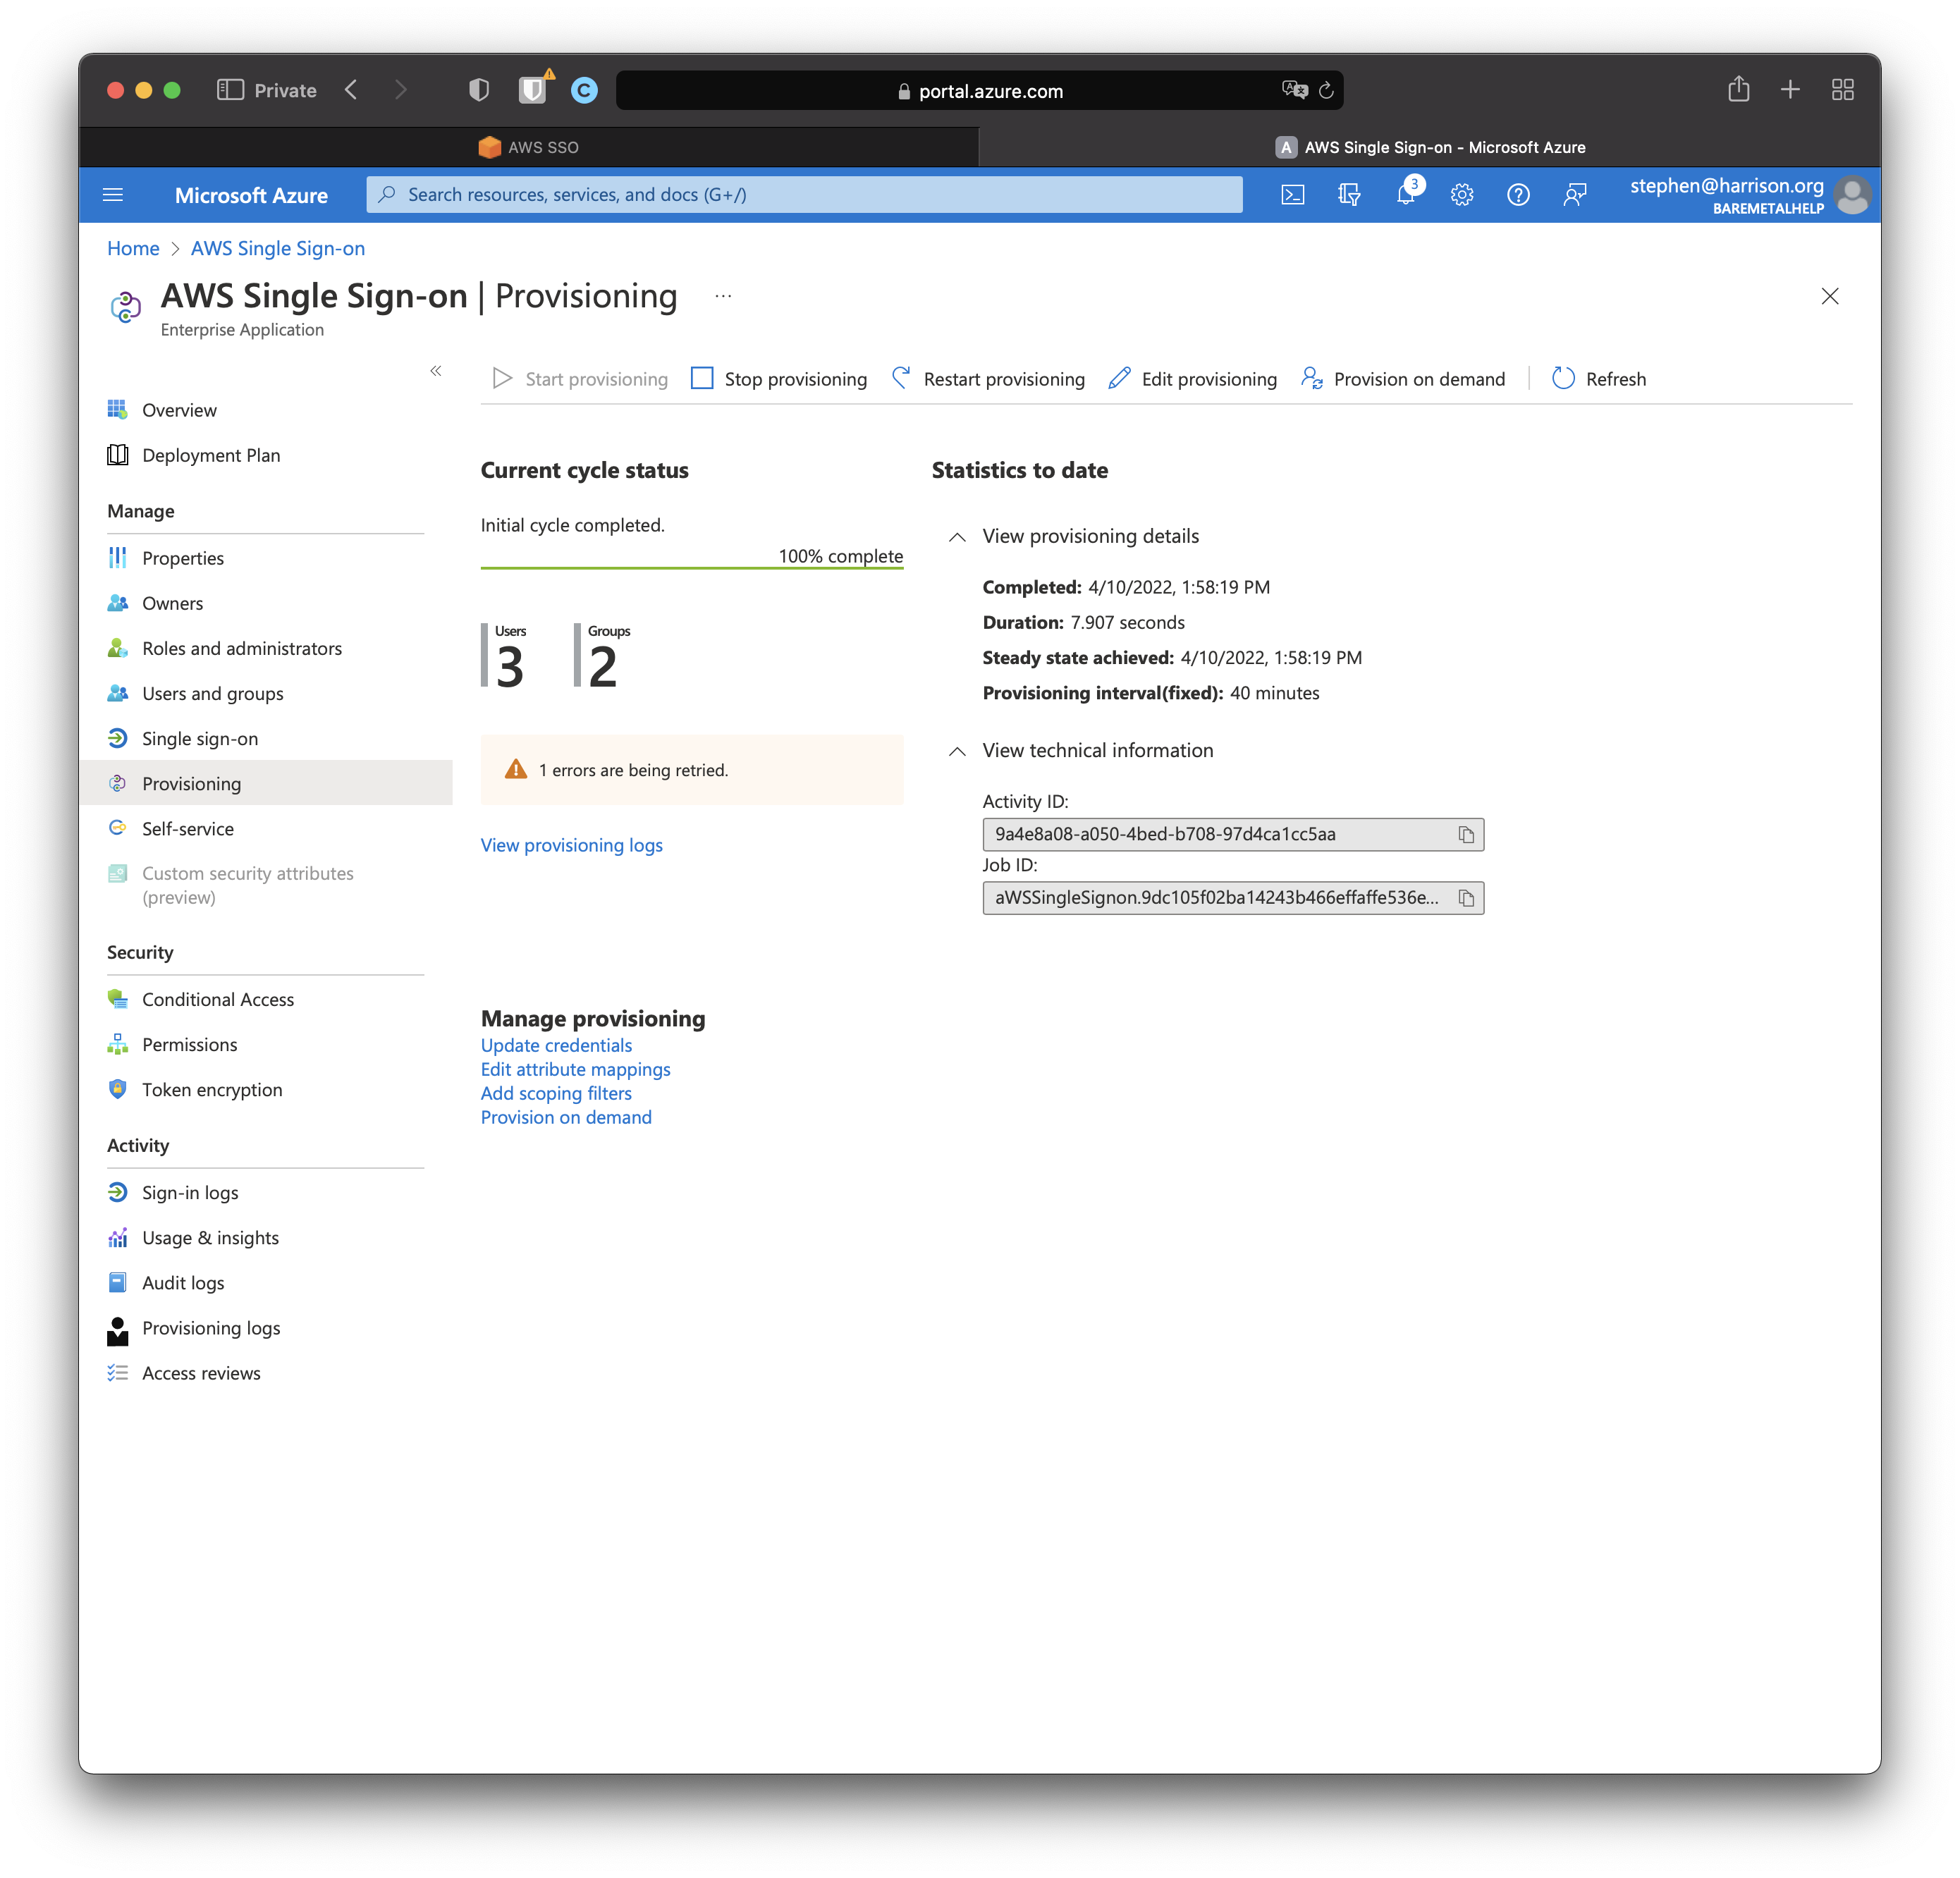 Private
portal.azure.com
AWS SSO
A AWS Single Sign-on - Microsoft Azure
Microsoft Azure
Search resources, services, and docs (G+/)
3
stephen@harrison.org
BAREMETALHELP
Home > AWS Single Sign-on
AWS Single Sign-on | Provisioning ...
Enterprise Application
«
Start provisioning
Stop provisioning
Restart provisioning
Edit provisioning
Provision on demand
Refresh
Overview
Deployment Plan
Manage
Properties
Owners
Roles and administrators
Users and groups
Single sign-on
Provisioning
Self-service
Custom security attributes
(preview)
Security
Conditional Access
Permissions
Token encryption
Activity
Sign-in logs
Usage & insights
Audit logs
Provisioning logs
Access reviews
Current cycle status
Initial cycle completed.
100% complete
Users
3
Groups
2
1 errors are being retried.
View provisioning logs
Manage provisioning
Update credentials
Edit attribute mappings
Add scoping filters
Provision on demand
Statistics to date
View provisioning details
Completed: 4/10/2022, 1:58:19 PM
Duration: 7.907 seconds
Steady state achieved: 4/10/2022, 1:58:19 PM
Provisioning interval(fixed): 40 minutes
View technical information
Activity ID:
9a4e8a08-a050-4bed-b708-97d4ca1cc5aa
Job ID:
aWSSingleSignon.9dc105f02ba14243b466effaffe536e...